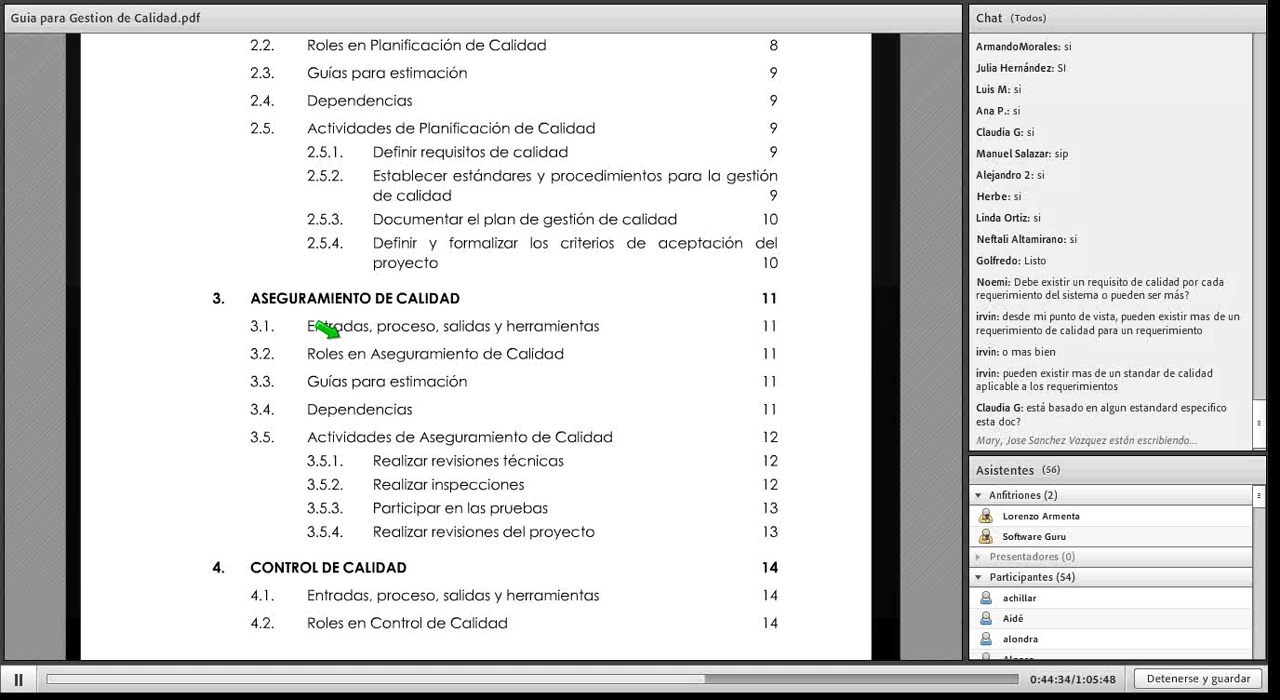 Guia para Gestion de Calidad.pdf
2.2. Roles en Planificación de Calidad 8
2.3. Guías para estimación 9
2.4. Dependencias 9
2.5. Actividades de Planificación de Calidad 9
2.5.1. Definir requisitos de calidad 9
2.5.2. Establecer estándares y procedimientos para la gestión
de calidad 9
2.5.3. Documentar el plan de gestión de calidad 10
2.5.4. Definir y formalizar los criterios de aceptación del
proyecto 10
3. ASEGURAMIENTO DE CALIDAD 11
3.1. Entradas, proceso, salidas y herramientas 11
3.2. Roles en Aseguramiento de Calidad 11
3.3. Guías para estimación 11
3.4. Dependencias 11
3.5. Actividades de Aseguramiento de Calidad 12
3.5.1. Realizar revisiones técnicas 12
3.5.2. Realizar inspecciones 12
3.5.3. Participar en las pruebas 13
3.5.4. Realizar revisiones del proyecto 13
4. CONTROL DE CALIDAD 14
4.1. Entradas, proceso, salidas y herramientas 14
4.2. Roles en Control de Calidad 14
Chat (Todos)
ArmandoMorales: si
Julia Hernández: SI
Luis M: si
Ana P.: si
Claudia G: si
Manuel Salazar: sip
Alejandro 2: si
Herbe: si
Linda Ortiz: si
Neftali Altamirano: si
Golfredo: Listo
Noemi: Debe existir un requisito de calidad por cada
requerimiento del sistema o pueden ser más?
irvin: desde mi punto de vista, pueden existir mas de un
requerimiento de calidad para un requerimiento
irvin: o mas bien
irvin: pueden existir mas de un standar de calidad
aplicable a los requerimientos
Claudia G: está basado en algun estandard especifico
esta doc?
Mary, Jose Sanchez Vazquez están escribiendo...
Asistentes (56)
Anfitriones (2)
Lorenzo Armenta
Software Guru
Presentadores (0)
Participantes (54)
achillar
Aidé
alondra
0:44:34/1:05:48
Detenerse y guardar